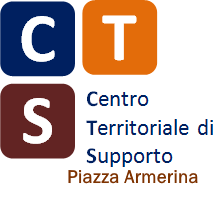 C T
S Centro
Territoriale di
Supporto
Piazza Armerina